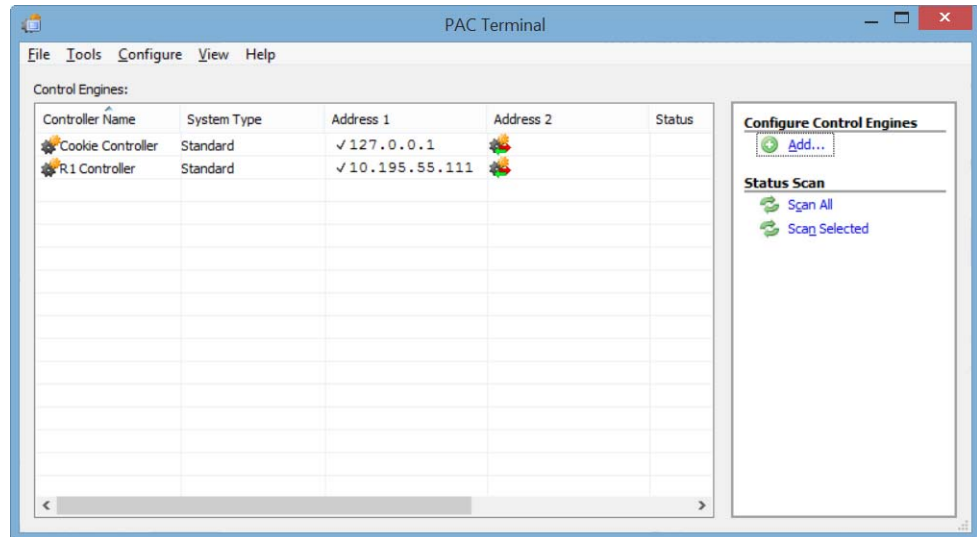 PAC Terminal
File Tools Configure View Help
Control Engines:
Controller Name System Type Address 1 Address 2 Status
Cookie Controller Standard ✓127.0.0.1
R1 Controller Standard ✓10.195.55.111
Configure Control Engines
Add...
Status Scan
Scan All
Scan Selected